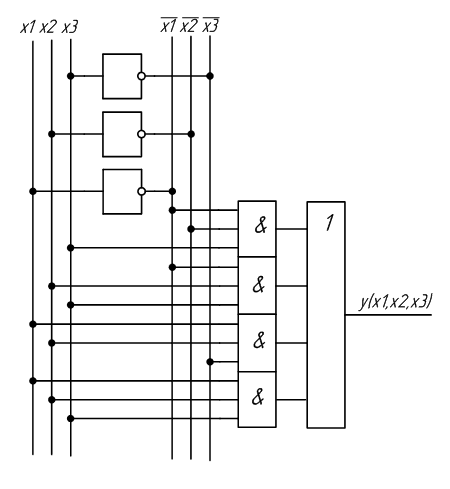 x1 x2 x3 x̅1̅ x̅2̅ x̅3̅
&
1
&
y(x1,x2,x3)
&
&